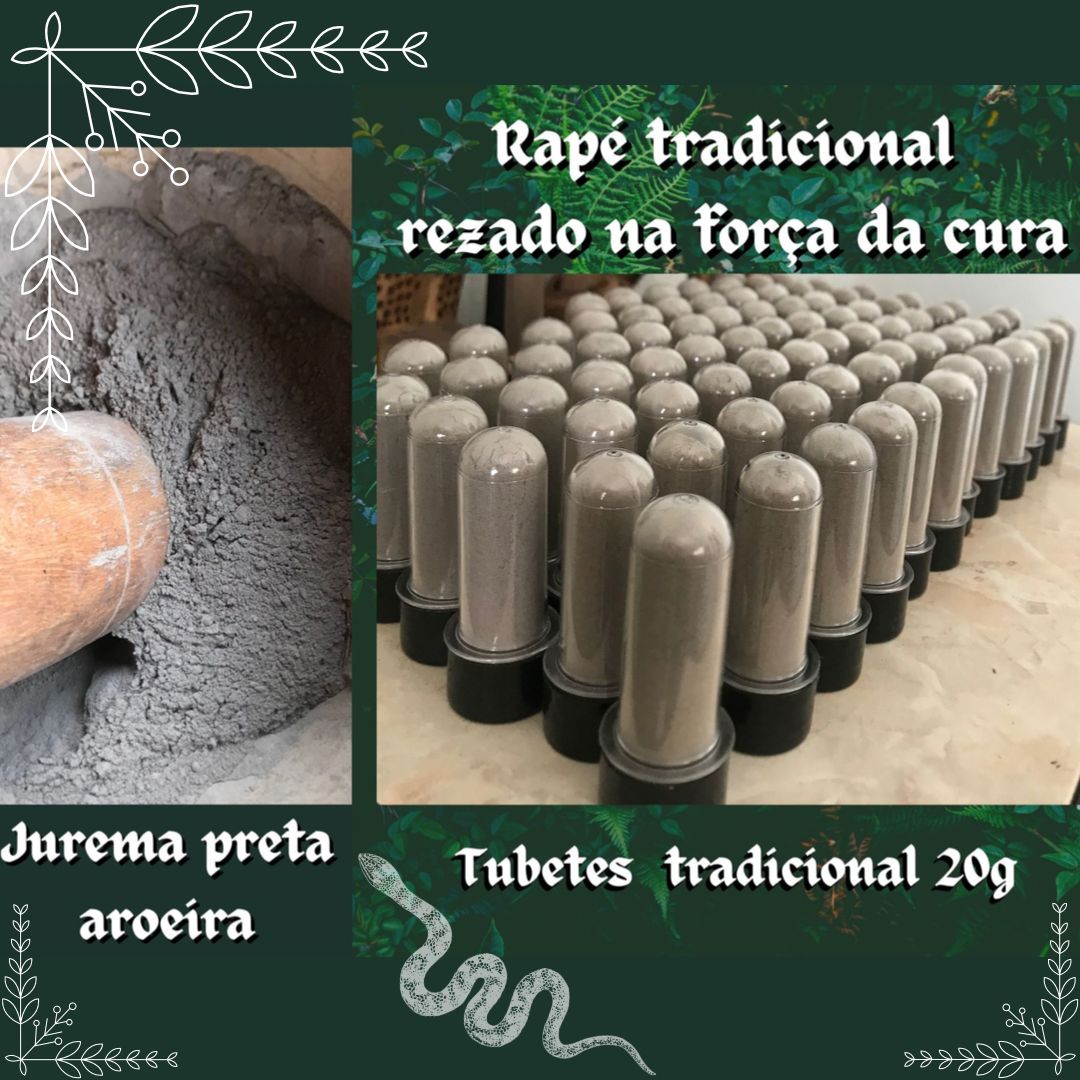 Rapé tradicional
rezado na força da cura
Jurema preta
aroeira
Tubetes tradicional 20g